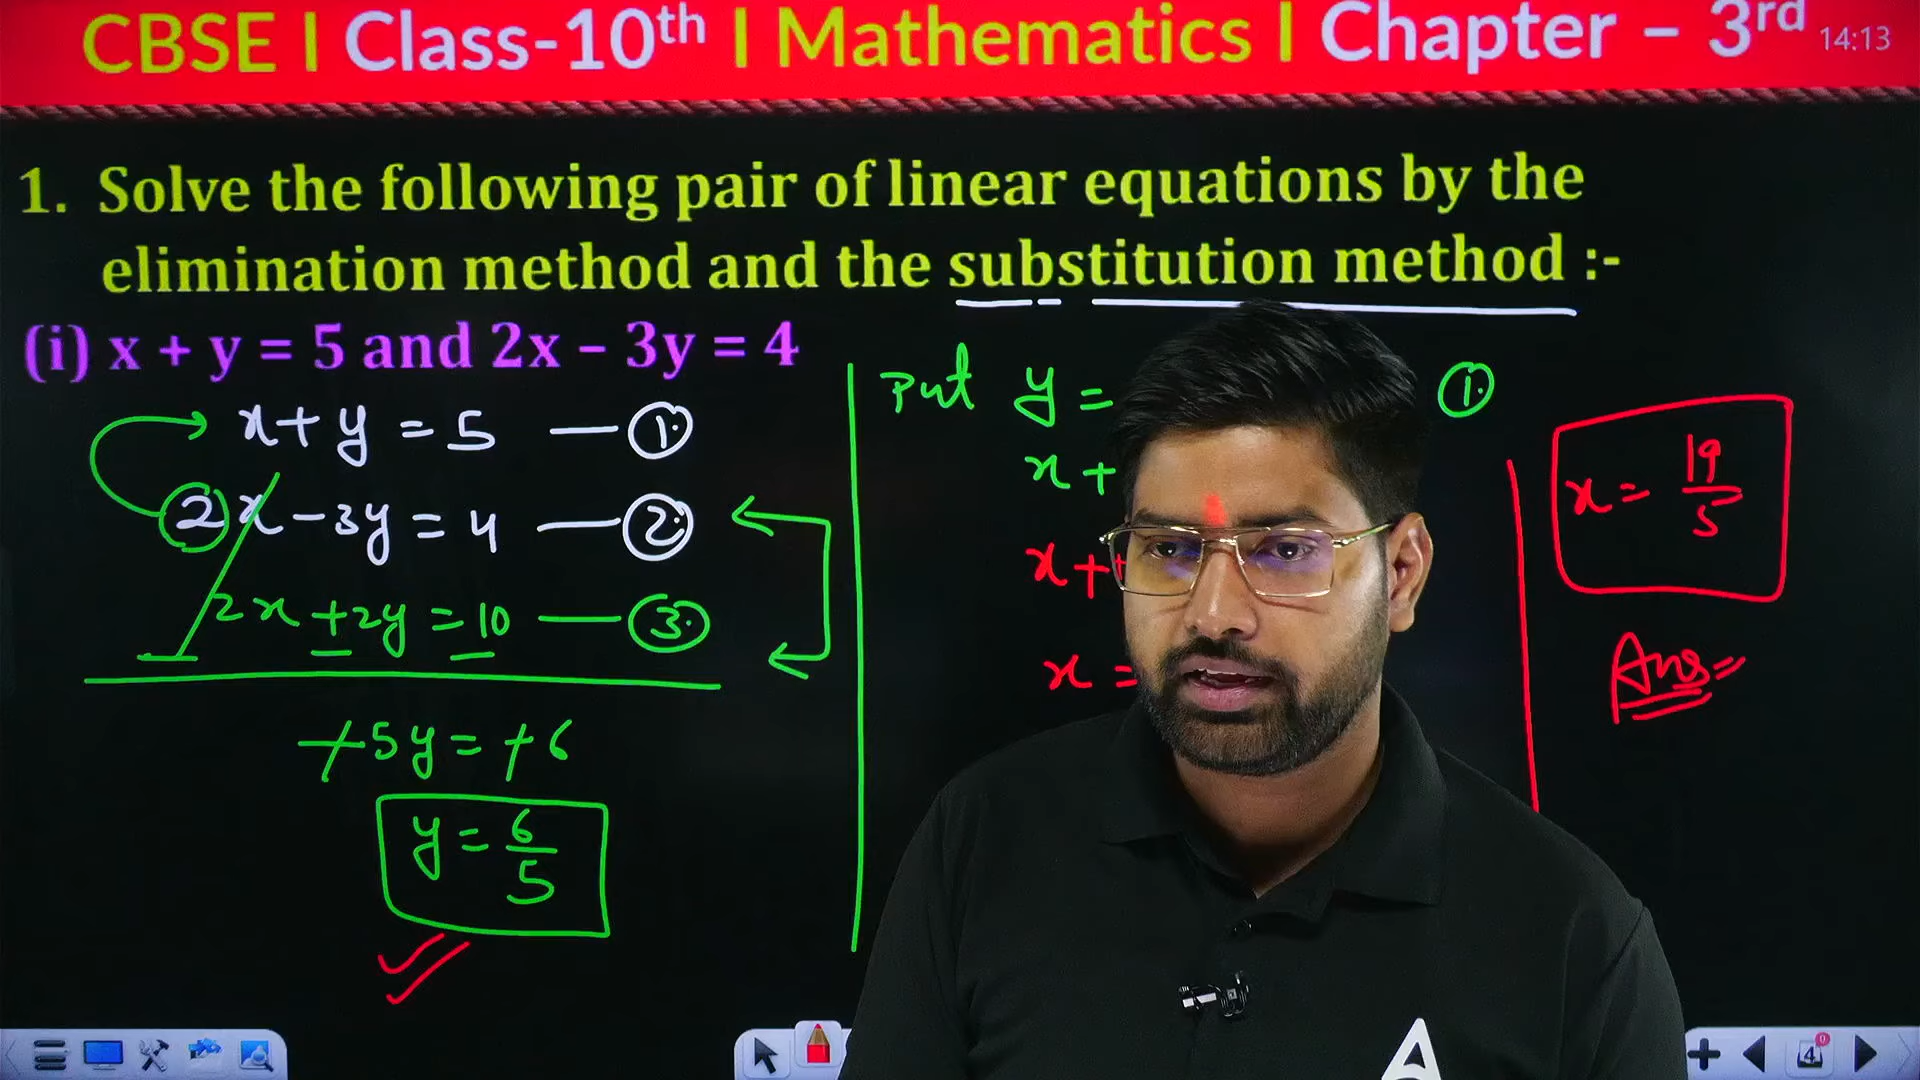 CBSE I Class-10th I Mathematics I Chapter – 3rd
14:13
1. Solve the following pair of linear equations by the
elimination method and the substitution method :-
(i) x + y = 5 and 2x – 3y = 4
x + y = 5 — 1.
2x - 3y = 4 — 2.
2x + 2y = 10 — 3.
+5y = +6
y = 6/5
Put y = 1.
x +
x +
x =
x = 19/5
Ans
4